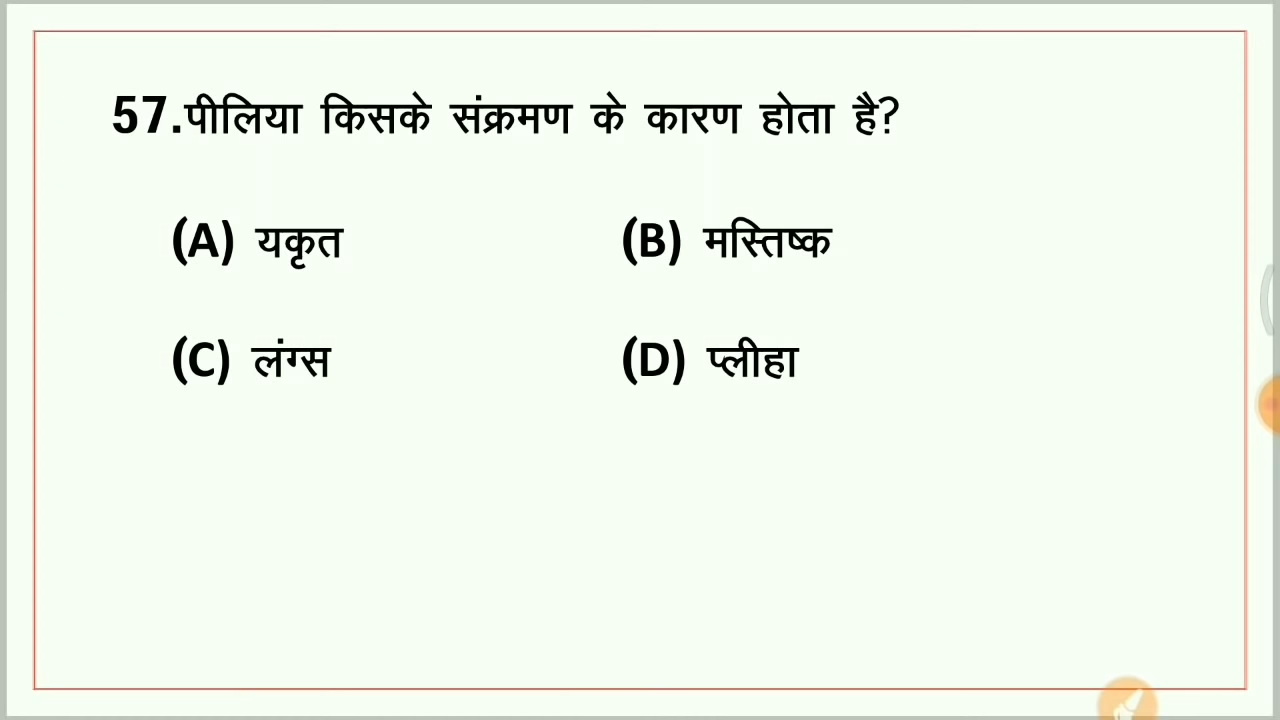 57.पीलिया किसके संक्रमण के कारण होता है?
(A) यकृत (B) मस्तिष्क
(C) लंग्स (D) प्लीहा